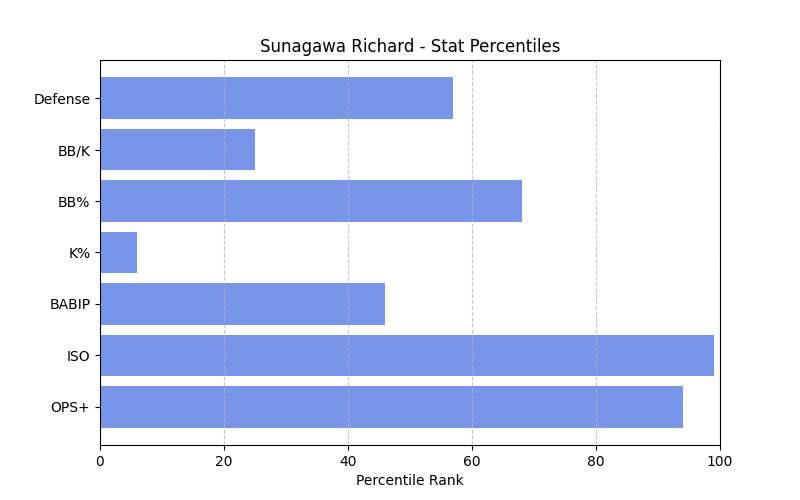 Sunagawa Richard - Stat Percentiles
Defense
BB/K
BB%
K%
BABIP
ISO
OPS+
0 20 40 60 80 100
Percentile Rank